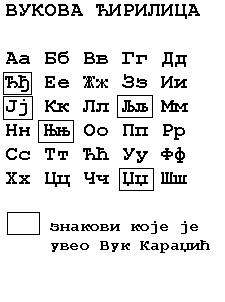 ВУКОВА ЋИРИЛИЦА
Аа Бб Вв Гг Дд
Ђђ Ее Жж Зз Ии
Јј Кк Лл Љљ Мм
Нн Њњ Оо Пп Рр
Сс Тт Ћћ Уу Фф
Хх Цц Чч Џџ Шш
Знакови које је
увео Вук Караџић